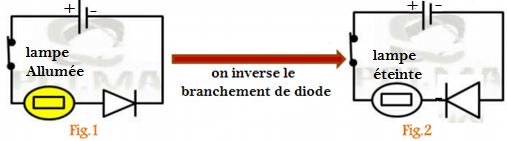 + -
lampe
Allumée
Fig.1
on inverse le
branchement de diode
+ -
lampe
éteinte
Fig.2